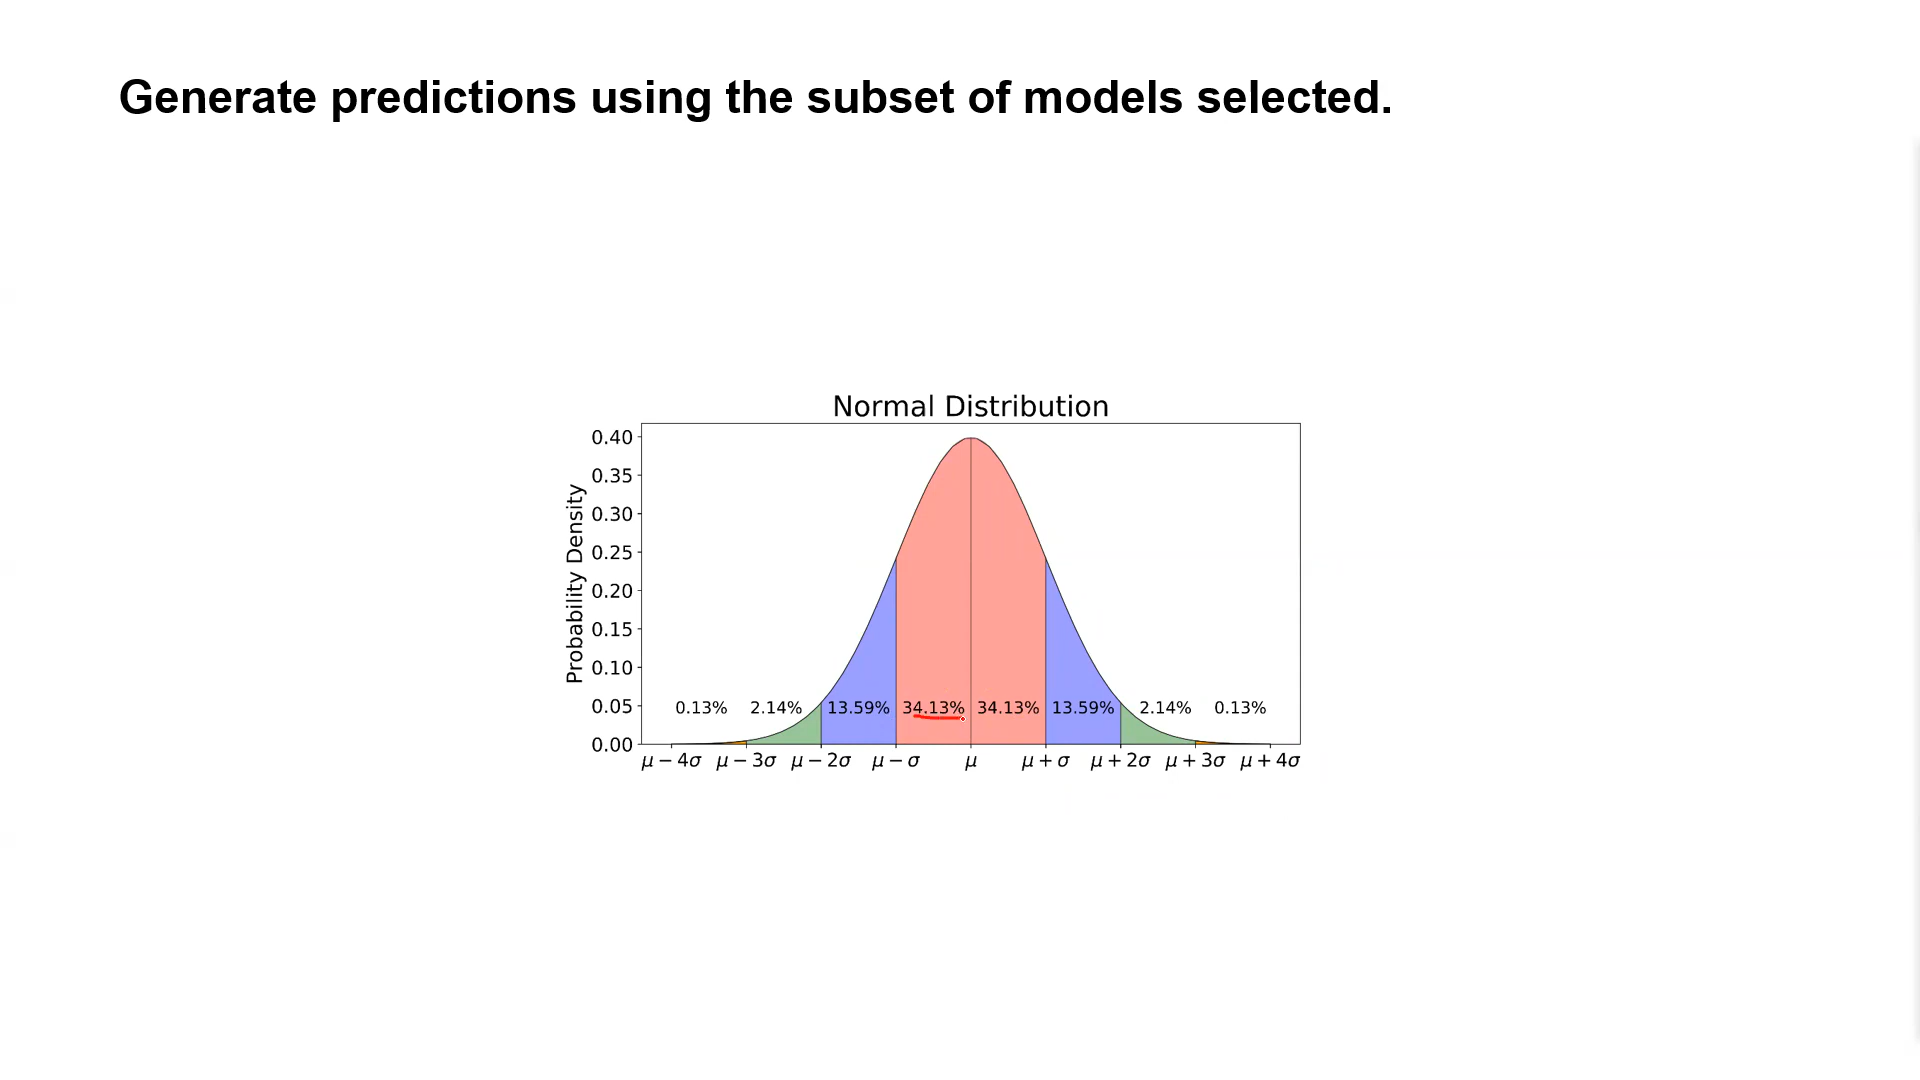 Generate predictions using the subset of models selected.
Normal Distribution
Probability Density
0.40
0.35
0.30
0.25
0.20
0.15
0.10
0.05
0.00
0.13% 2.14% 13.59% 34.13% 34.13% 13.59% 2.14% 0.13%
μ − 4σ μ − 3σ μ − 2σ μ − σ μ μ + σ μ + 2σ μ + 3σ μ + 4σ